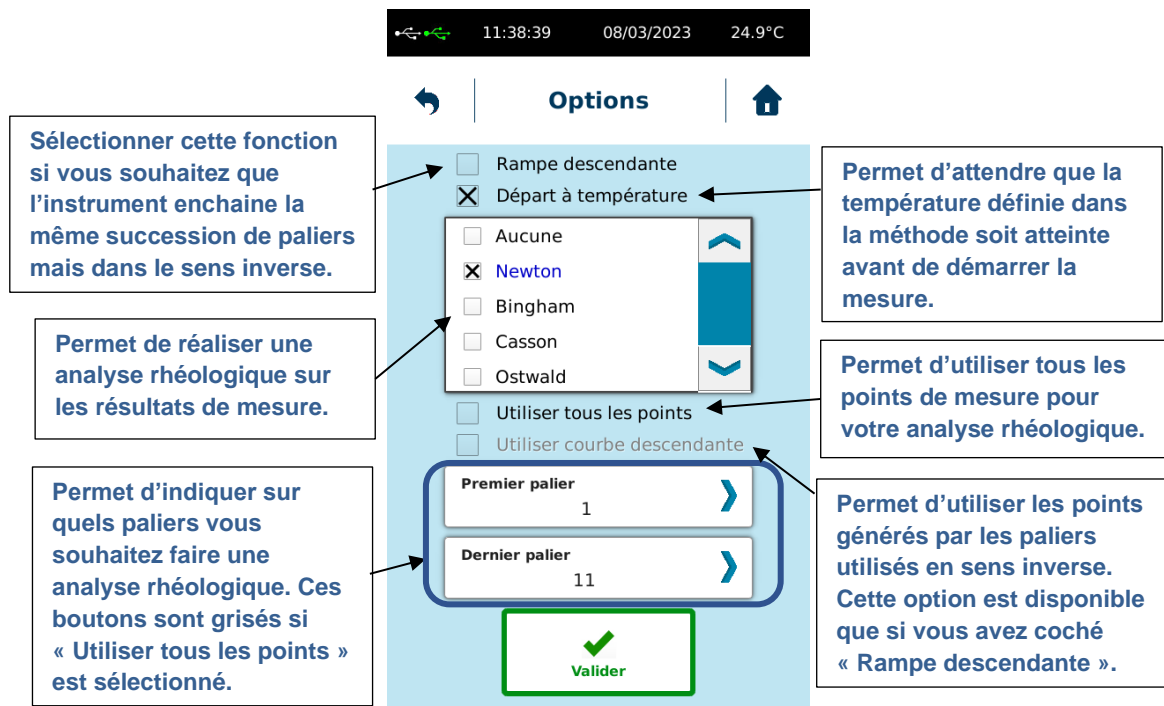 11:38:39 08/03/2023 24.9°C
Options
Sélectionner cette fonction
si vous souhaitez que
l’instrument enchaine la
même succession de paliers
mais dans le sens inverse.
Permet de réaliser une
analyse rhéologique sur
les résultats de mesure.
Permet d’indiquer sur
quels paliers vous
souhaitez faire une
analyse rhéologique. Ces
boutons sont grisés si
« Utiliser tous les points »
est sélectionné.
Rampe descendante
Départ à température
Aucune
Newton
Bingham
Casson
Ostwald
Utiliser tous les points
Utiliser courbe descendante
Premier palier
1
Dernier palier
11
Valider
Permet d’attendre que la
température définie dans
la méthode soit atteinte
avant de démarrer la
mesure.
Permet d’utiliser tous les
points de mesure pour
votre analyse rhéologique.
Permet d’utiliser les points
générés par les paliers
utilisés en sens inverse.
Cette option est disponible
que si vous avez coché
« Rampe descendante ».